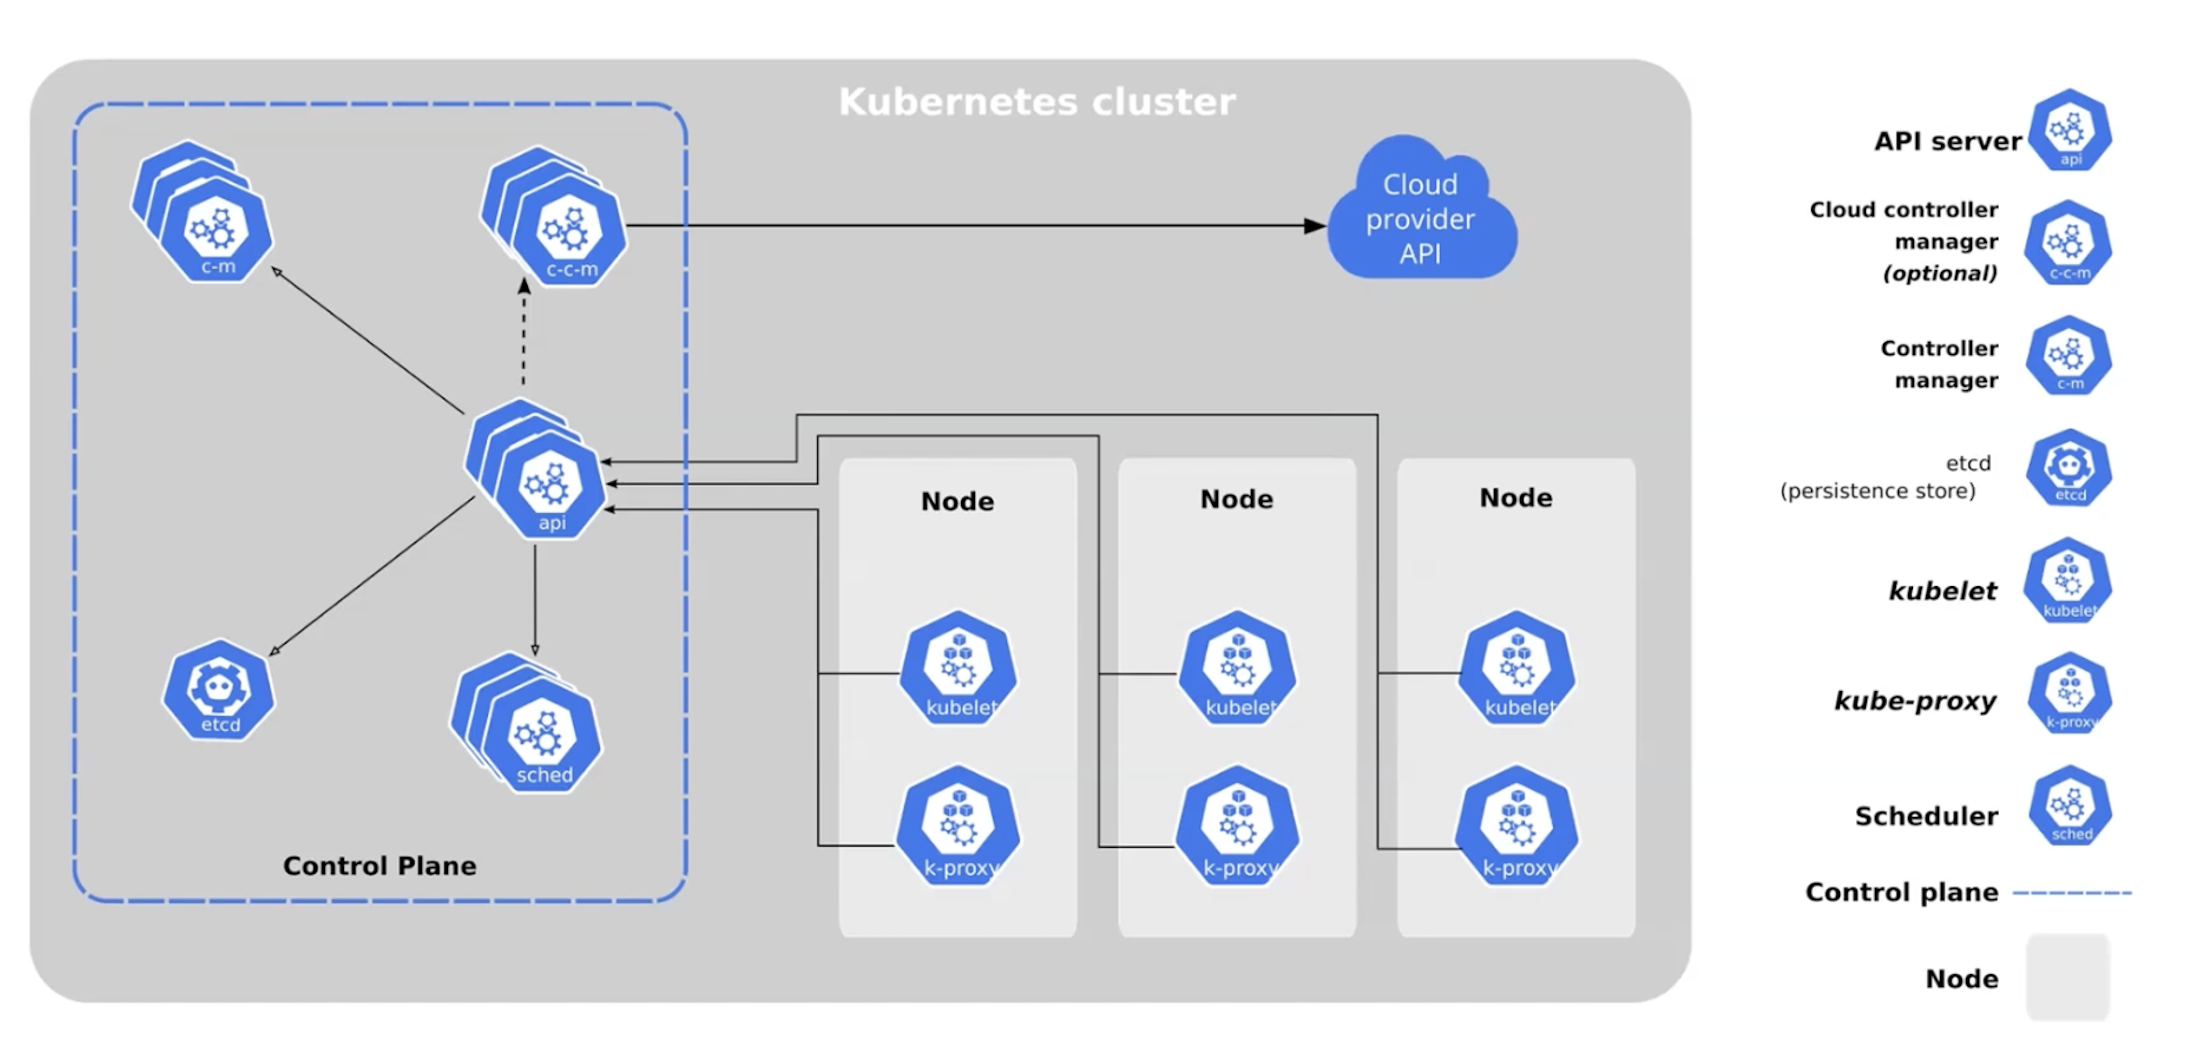 Kubernetes cluster
c-m
c-c-m
Cloud
provider
API
api
etcd
sched
Control Plane
Node
kubelet
k-proxy
Node
kubelet
k-proxy
Node
kubelet
k-proxy
API server
api
Cloud controller
manager
(optional)
c-c-m
Controller
manager
c-m
etcd
(persistence store)
etcd
kubelet
kubelet
kube-proxy
k-proxy
Scheduler
sched
Control plane
Node